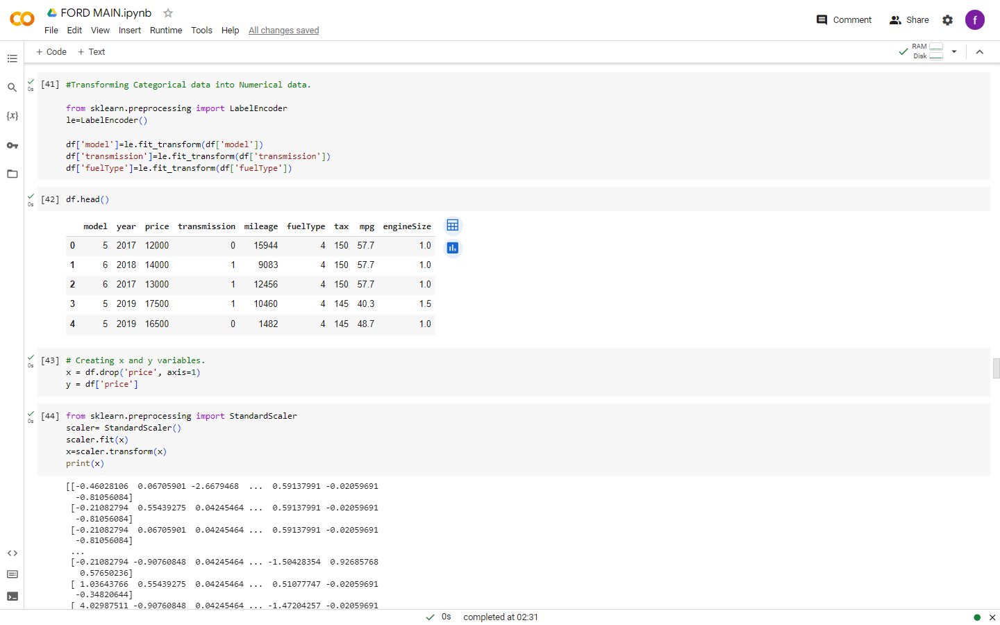 FORD MAIN.ipynb
File Edit View Insert Runtime Tools Help All changes saved
Comment Share f
+ Code + Text
RAM
Disk
0s
[41] #Transforming Categorical data into Numerical data.
from sklearn.preprocessing import LabelEncoder
le=LabelEncoder()
df['model']=le.fit_transform(df['model'])
df['transmission']=le.fit_transform(df['transmission'])
df['fuelType']=le.fit_transform(df['fuelType'])
0s
[42] df.head()
model year price transmission mileage fuelType tax mpg engineSize
0 5 2017 12000 0 15944 4 150 57.7 1.0
1 6 2018 14000 1 9083 4 150 57.7 1.0
2 6 2017 13000 1 12456 4 150 57.7 1.0
3 5 2019 17500 1 10460 4 145 40.3 1.5
4 5 2019 16500 0 1482 4 145 48.7 1.0
0s
[43] # Creating x and y variables.
x = df.drop('price', axis=1)
y = df['price']
0s
[44] from sklearn.preprocessing import StandardScaler
scaler= StandardScaler()
scaler.fit(x)
x=scaler.transform(x)
print(x)
[[-0.46028106 0.06705901 -2.6679468 ... 0.59137991 -0.02059691
-0.81056084]
[-0.21082794 0.55439275 0.04245464 ... 0.59137991 -0.02059691
-0.81056084]
[-0.21082794 0.06705901 0.04245464 ... 0.59137991 -0.02059691
-0.81056084]
...
[-0.21082794 -0.90760848 0.04245464 ... -1.50428354 0.92685768
0.57650236]
[ 1.03643766 0.55439275 0.04245464 ... 0.51077747 -0.02059691
-0.34820644]
[ 4.02987511 -0.90760848 0.04245464 ... -1.47204257 -0.02059691
0s completed at 02:31